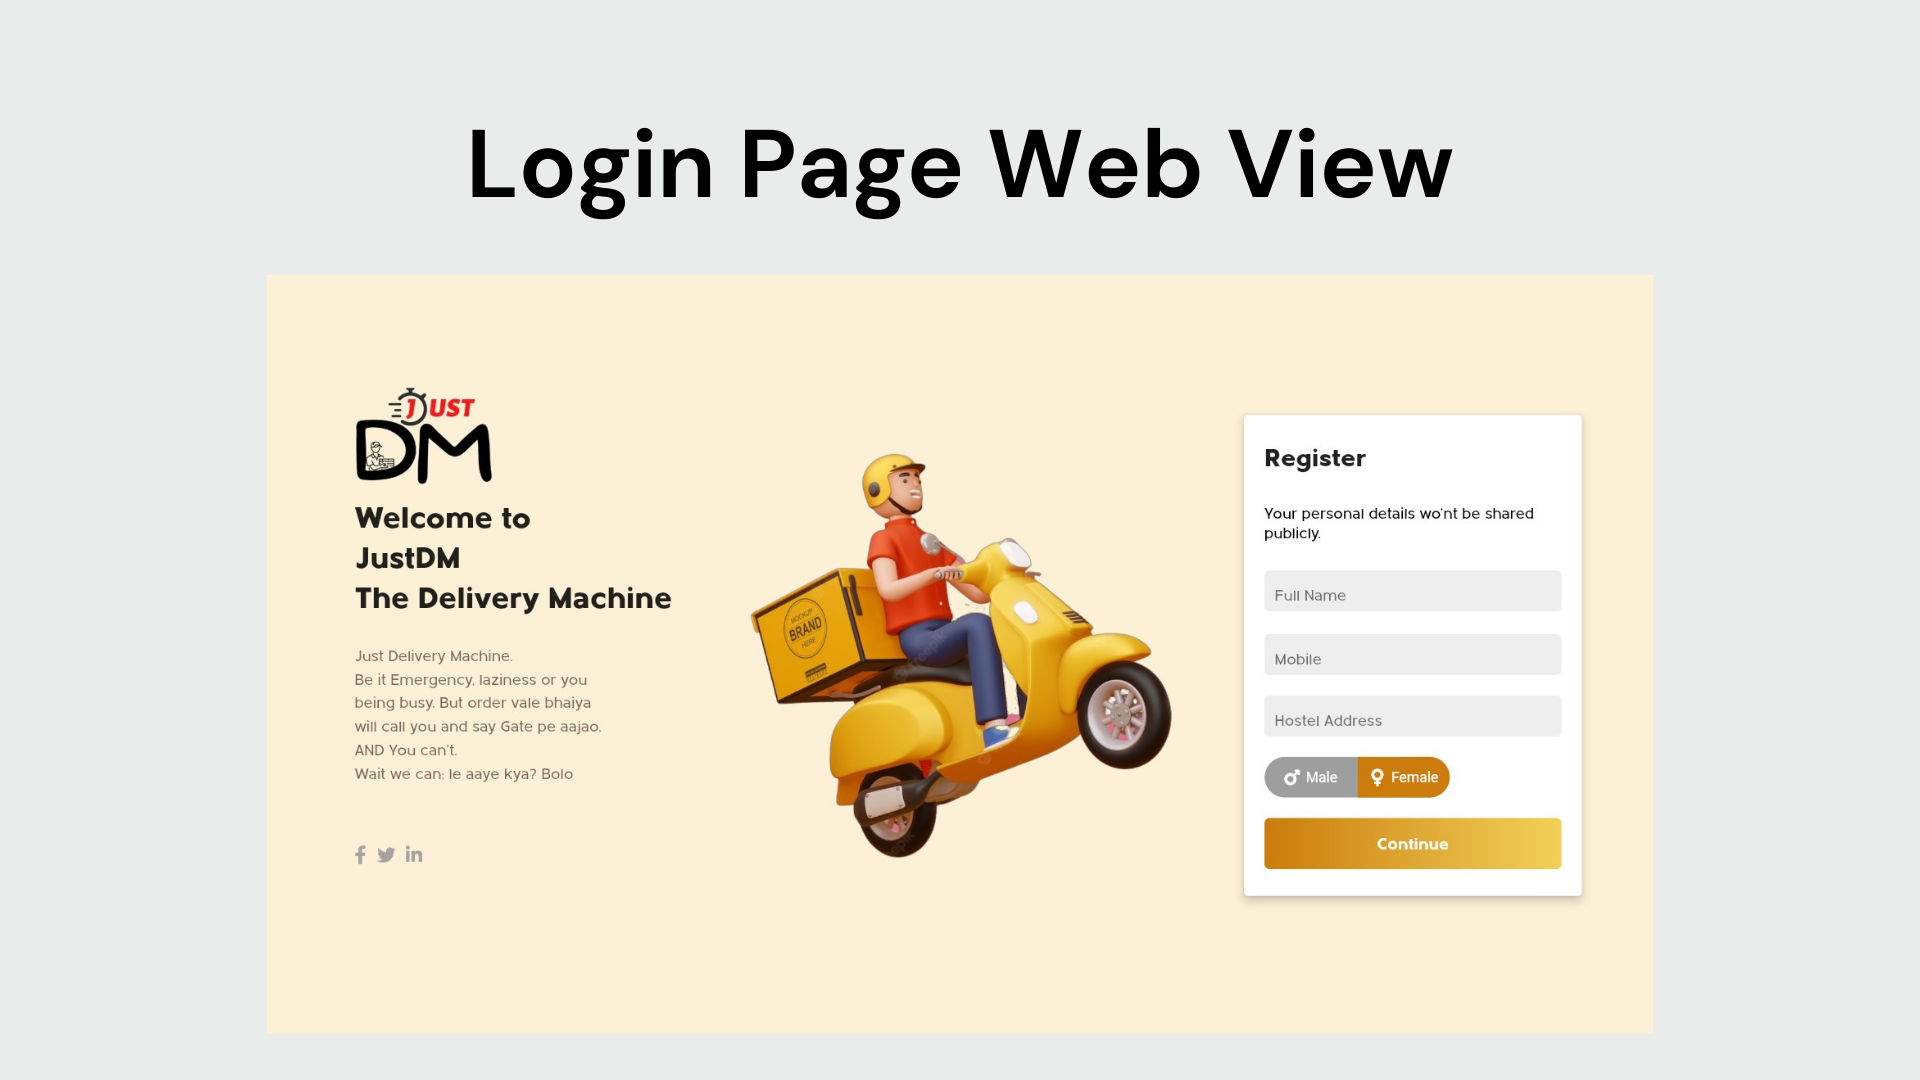 Login Page Web View
JUST
DM
Welcome to
JustDM
The Delivery Machine
Just Delivery Machine.
Be it Emergency, laziness or you
being busy. But order vale bhaiya
will call you and say Gate pe aajao.
AND You can't.
Wait we can; le aaye kya? Bolo
MOCKUP
BRAND
HERE
Register
Your personal details wo'nt be shared
publicly.
Full Name
Mobile
Hostel Address
Male
Female
Continue